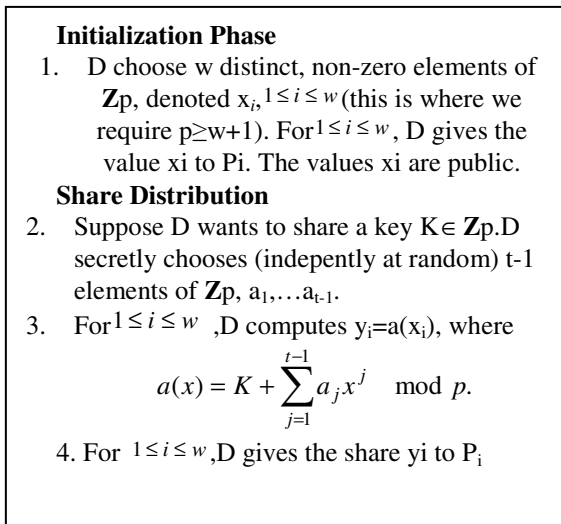 Initialization Phase
1. D choose w distinct, non-zero elements of
Zp, denoted xᵢ, 1 ≤ i ≤ w (this is where we
require p≥w+1). For 1 ≤ i ≤ w, D gives the
value xi to Pi. The values xi are public.
Share Distribution
2. Suppose D wants to share a key K∈ Zp.D
secretly chooses (indepently at random) t-1
elements of Zp, a₁,…aₜ₋₁.
3. For 1 ≤ i ≤ w ,D computes yᵢ=a(xᵢ), where
a(x) = K + ∑_{j=1}^{t−1} a_j x^j mod p.
4. For 1 ≤ i ≤ w,D gives the share yi to Pᵢ